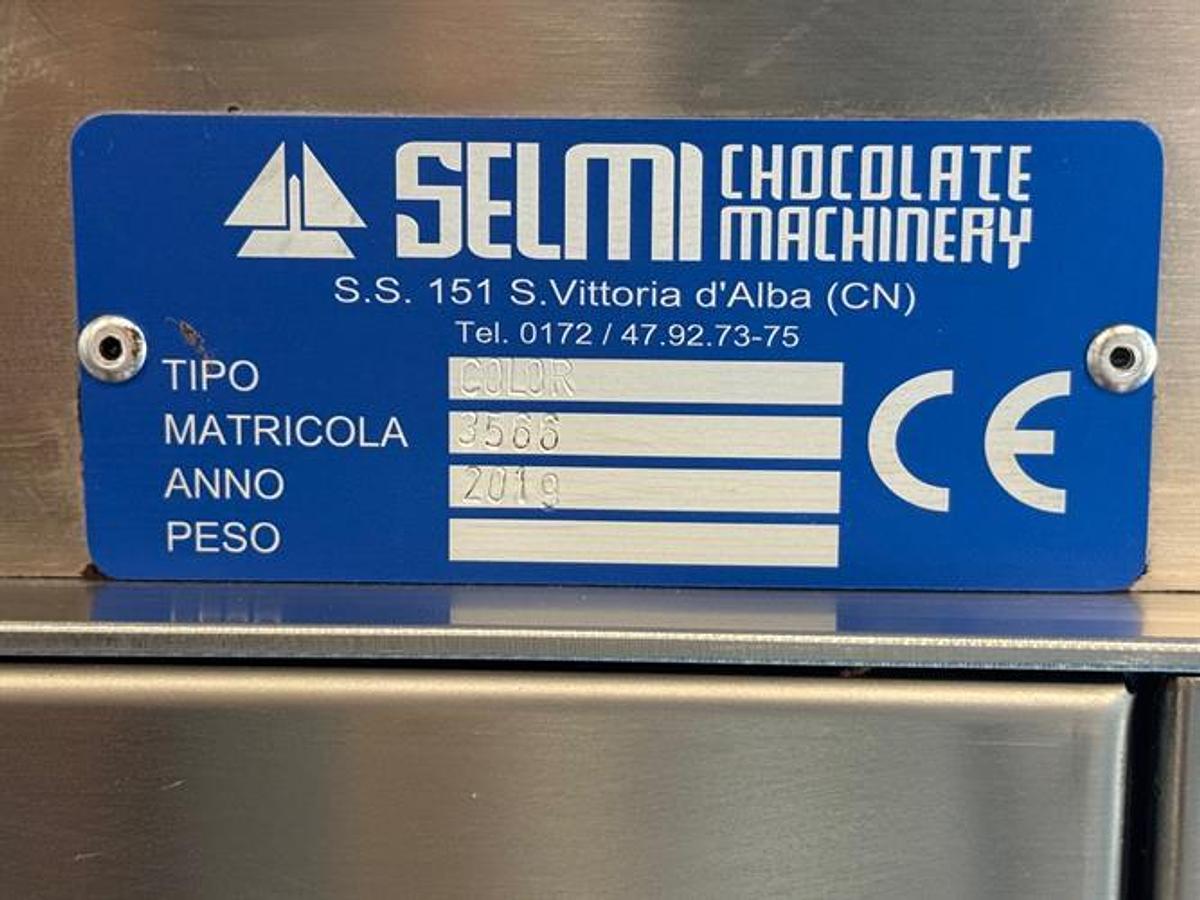 SELMI CHOCOLATE MACHINERY
S.S. 151 S.Vittoria d'Alba (CN)
Tel. 0172 / 47.92.73-75
TIPO COLOR
MATRICOLA 3566
ANNO 2019
PESO
CE